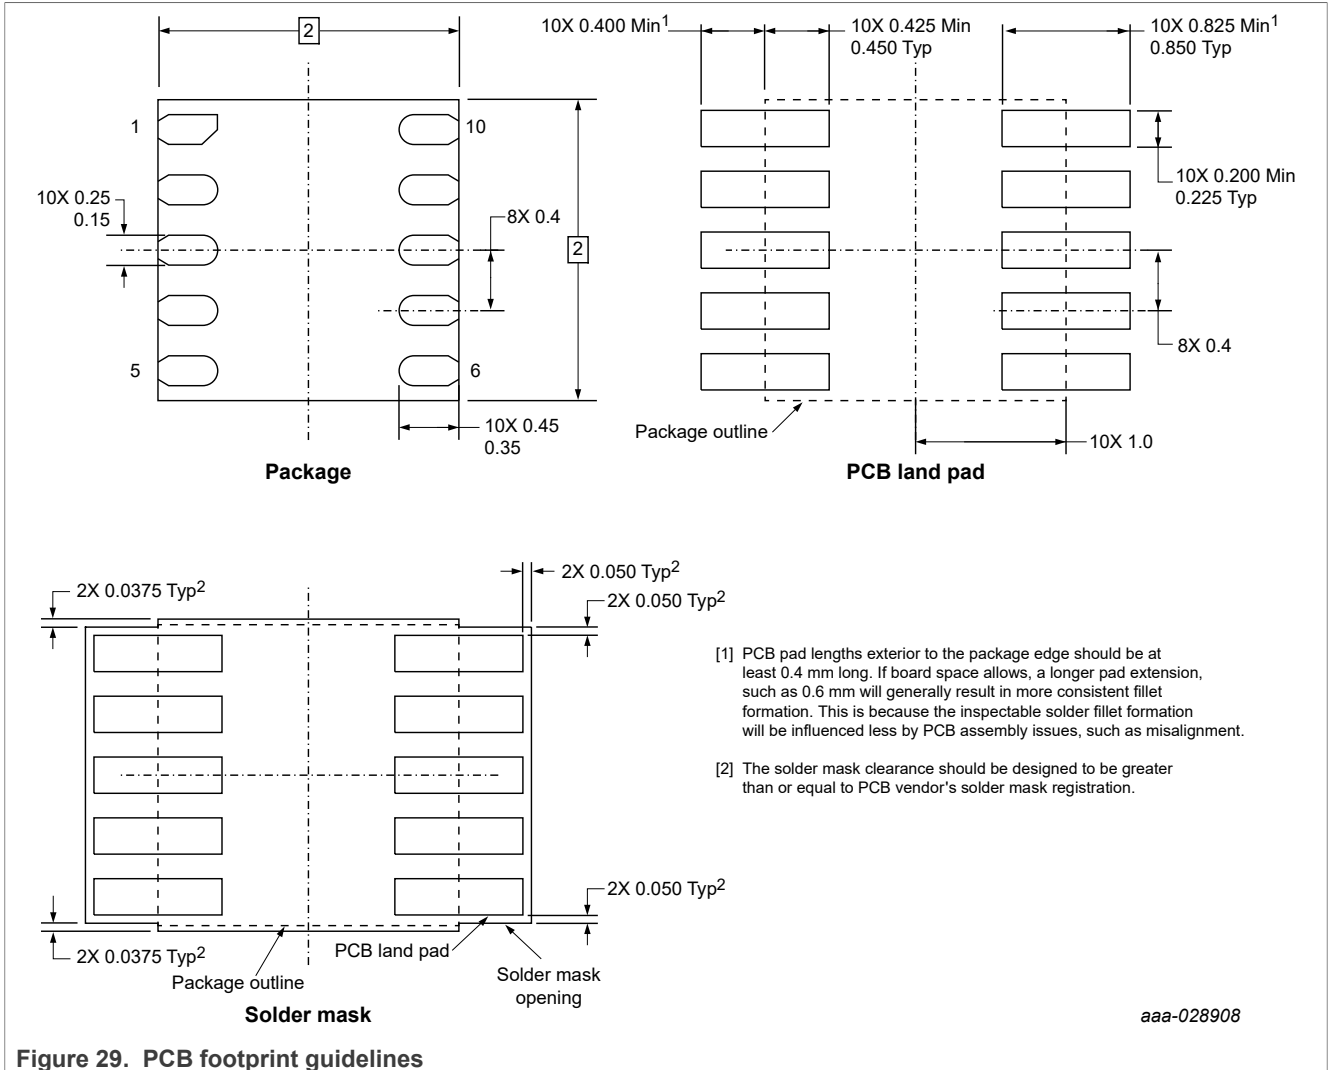 2
10X 0.400 Min1
10X 0.425 Min
0.450 Typ
10X 0.825 Min1
0.850 Typ
1
10
10X 0.25
0.15
8X 0.4
2
10X 0.200 Min
0.225 Typ
8X 0.4
5
6
10X 0.45
0.35
Package outline
10X 1.0
Package
PCB land pad
2X 0.0375 Typ2
2X 0.050 Typ2
2X 0.050 Typ2
[1] PCB pad lengths exterior to the package edge should be at
least 0.4 mm long. If board space allows, a longer pad extension,
such as 0.6 mm will generally result in more consistent fillet
formation. This is because the inspectable solder fillet formation
will be influenced less by PCB assembly issues, such as misalignment.
[2] The solder mask clearance should be designed to be greater
than or equal to PCB vendor's solder mask registration.
2X 0.050 Typ2
2X 0.0375 Typ2
PCB land pad
Package outline
Solder mask
opening
Solder mask
aaa-028908
Figure 29. PCB footprint guidelines